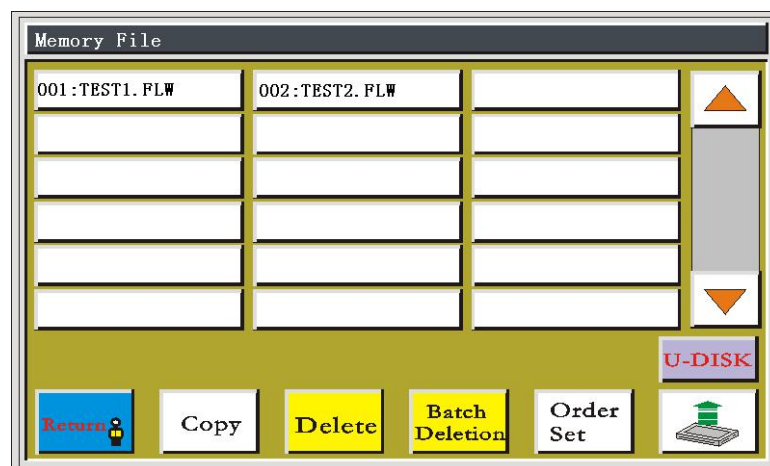 Memory File
001:TEST1.FLW
002:TEST2.FLW
U-DISK
Return
Copy
Delete
Batch
Deletion
Order
Set